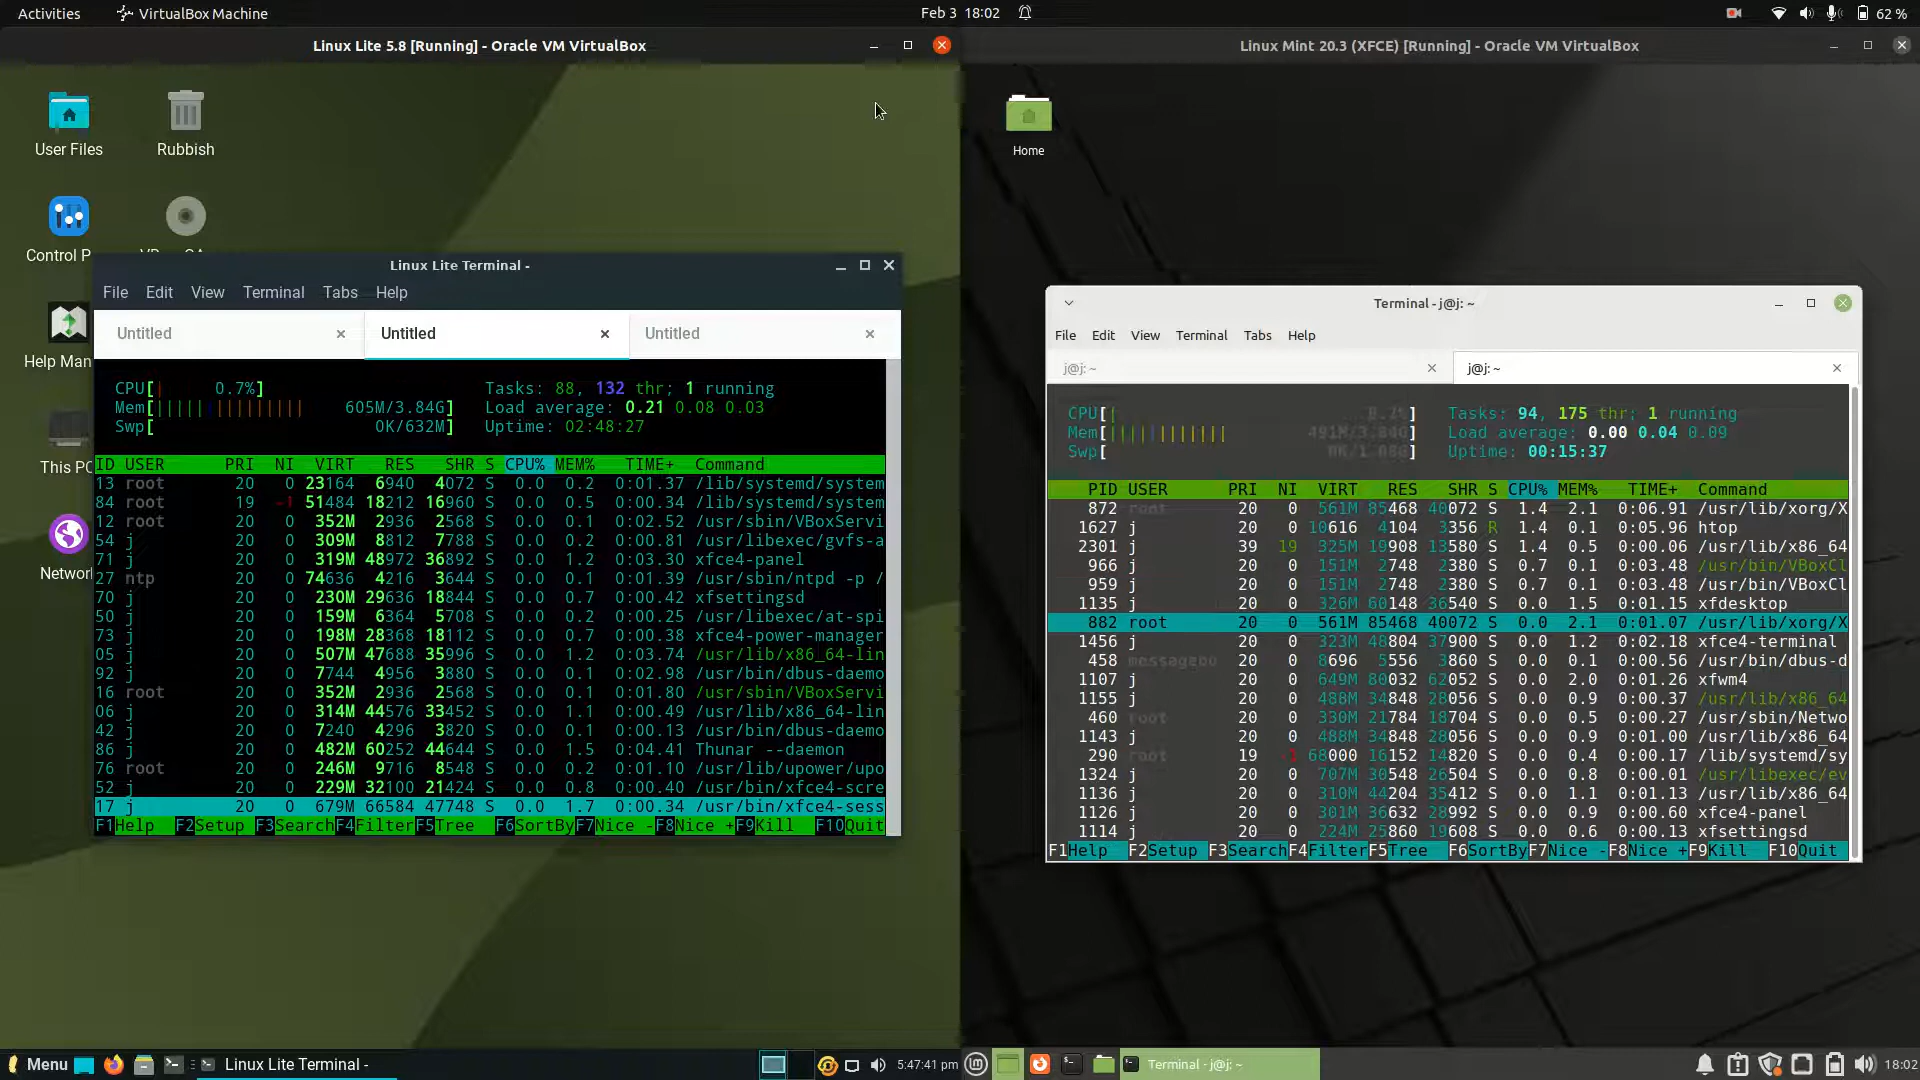 Activities VirtualBox Machine Feb 3 18:02 62 %
Linux Lite 5.8 [Running] - Oracle VM VirtualBox
User Files
Rubbish
Control P
Help Man
This PC
Network
Linux Lite Terminal -
File Edit View Terminal Tabs Help
Untitled Untitled Untitled
CPU[| 0.7%] Tasks: 88, 132 thr; 1 running
Mem[|||||||||||||| 605M/3.84G] Load average: 0.21 0.08 0.03
Swp[ 0K/632M] Uptime: 02:48:27
ID USER PRI NI VIRT RES SHR S CPU% MEM% TIME+ Command
13 root 20 0 23164 6940 4072 S 0.0 0.2 0:01.37 /lib/systemd/system
84 root 19 -1 51484 18212 16960 S 0.0 0.5 0:00.34 /lib/systemd/system
12 root 20 0 352M 2936 2568 S 0.0 0.1 0:02.52 /usr/sbin/VBoxServi
54 j 20 0 309M 8812 7788 S 0.0 0.2 0:00.81 /usr/libexec/gvfs-a
71 j 20 0 319M 48972 36892 S 0.0 1.2 0:03.30 xfce4-panel
27 ntp 20 0 74636 4216 3644 S 0.0 0.1 0:01.39 /usr/sbin/ntpd -p /
70 j 20 0 230M 29636 18844 S 0.0 0.7 0:00.42 xfsettingsd
50 j 20 0 159M 6364 5708 S 0.0 0.2 0:00.25 /usr/libexec/at-spi
73 j 20 0 198M 28368 18112 S 0.0 0.7 0:00.38 xfce4-power-manager
05 j 20 0 507M 47688 35996 S 0.0 1.2 0:03.74 /usr/lib/x86_64-lin
92 j 20 0 7744 4956 3880 S 0.0 0.1 0:02.98 /usr/bin/dbus-daemo
16 root 20 0 352M 2936 2568 S 0.0 0.1 0:01.80 /usr/sbin/VBoxServi
06 j 20 0 314M 44576 33452 S 0.0 1.1 0:00.49 /usr/lib/x86_64-lin
42 j 20 0 7240 4296 3820 S 0.0 0.1 0:00.13 /usr/bin/dbus-daemo
86 j 20 0 482M 60252 44644 S 0.0 1.5 0:04.41 Thunar --daemon
76 root 20 0 246M 9716 8548 S 0.0 0.2 0:01.10 /usr/lib/upower/upo
52 j 20 0 229M 32100 21424 S 0.0 0.8 0:00.40 xfce4-scre
17 j 20 0 679M 66584 47748 S 0.0 1.7 0:00.34 /usr/bin/xfce4-sess
F1Help F2Setup F3SearchF4FilterF5Tree F6SortByF7Nice -F8Nice +F9Kill F10Quit
Menu Linux Lite Terminal - 5:47:41 pm
Linux Mint 20.3 (XFCE) [Running] - Oracle VM VirtualBox
Home
Terminal - j@j: ~
File Edit View Terminal Tabs Help
j@j: ~ j@j: ~
CPU[| ] Tasks: 94, 175 thr; 1 running
Mem[|||||||||||| 491M/3.84G] Load average: 0.00 0.04 0.09
Swp[ ] Uptime: 00:15:37
PID USER PRI NI VIRT RES SHR S CPU% MEM% TIME+ Command
872 root 20 0 561M 85468 40072 S 1.4 2.1 0:06.91 /usr/lib/xorg/X
1627 j 20 0 10616 4104 3356 R 1.4 0.1 0:05.96 htop
2301 j 39 19 325M 19908 13580 S 1.4 0.5 0:00.06 /usr/lib/x86_64
966 j 20 0 151M 2748 2380 S 0.7 0.1 0:03.48 /usr/bin/VBoxCl
959 j 20 0 151M 2748 2380 S 0.7 0.1 0:03.48 /usr/bin/VBoxCl
1135 j 20 0 326M 60148 36540 S 0.0 1.5 0:01.15 xfdesktop
882 root 20 0 561M 85468 40072 S 0.0 2.1 0:01.07 /usr/lib/xorg/X
1456 j 20 0 323M 48804 37900 S 0.0 1.2 0:02.18 xfce4-terminal
458 messagebu 20 0 8696 5556 3860 S 0.0 0.1 0:00.56 /usr/bin/dbus-d
1107 j 20 0 649M 80032 62052 S 0.0 2.0 0:01.26 xfwm4
1155 j 20 0 488M 34848 28056 S 0.0 0.9 0:00.37 /usr/lib/x86_64
460 root 20 0 330M 21784 18704 S 0.0 0.5 0:00.27 /usr/sbin/Netwo
1143 j 20 0 488M 34848 28056 S 0.0 0.9 0:01.00 /usr/lib/x86_64
290 root 19 -1 68000 16152 14820 S 0.0 0.4 0:00.17 /lib/systemd/sy
1324 j 20 0 707M 30548 26504 S 0.0 0.8 0:00.01 /usr/libexec/ev
1136 j 20 0 310M 44204 35412 S 0.0 1.1 0:01.13 /usr/lib/x86_64
1126 j 20 0 301M 36632 28992 S 0.0 0.9 0:00.60 xfce4-panel
1114 j 20 0 224M 25860 19608 S 0.0 0.6 0:00.13 xfsettingsd
F1Help F2Setup F3SearchF4FilterF5Tree F6SortByF7Nice -F8Nice +F9Kill F10Quit
Terminal - j@j: ~ 18:02